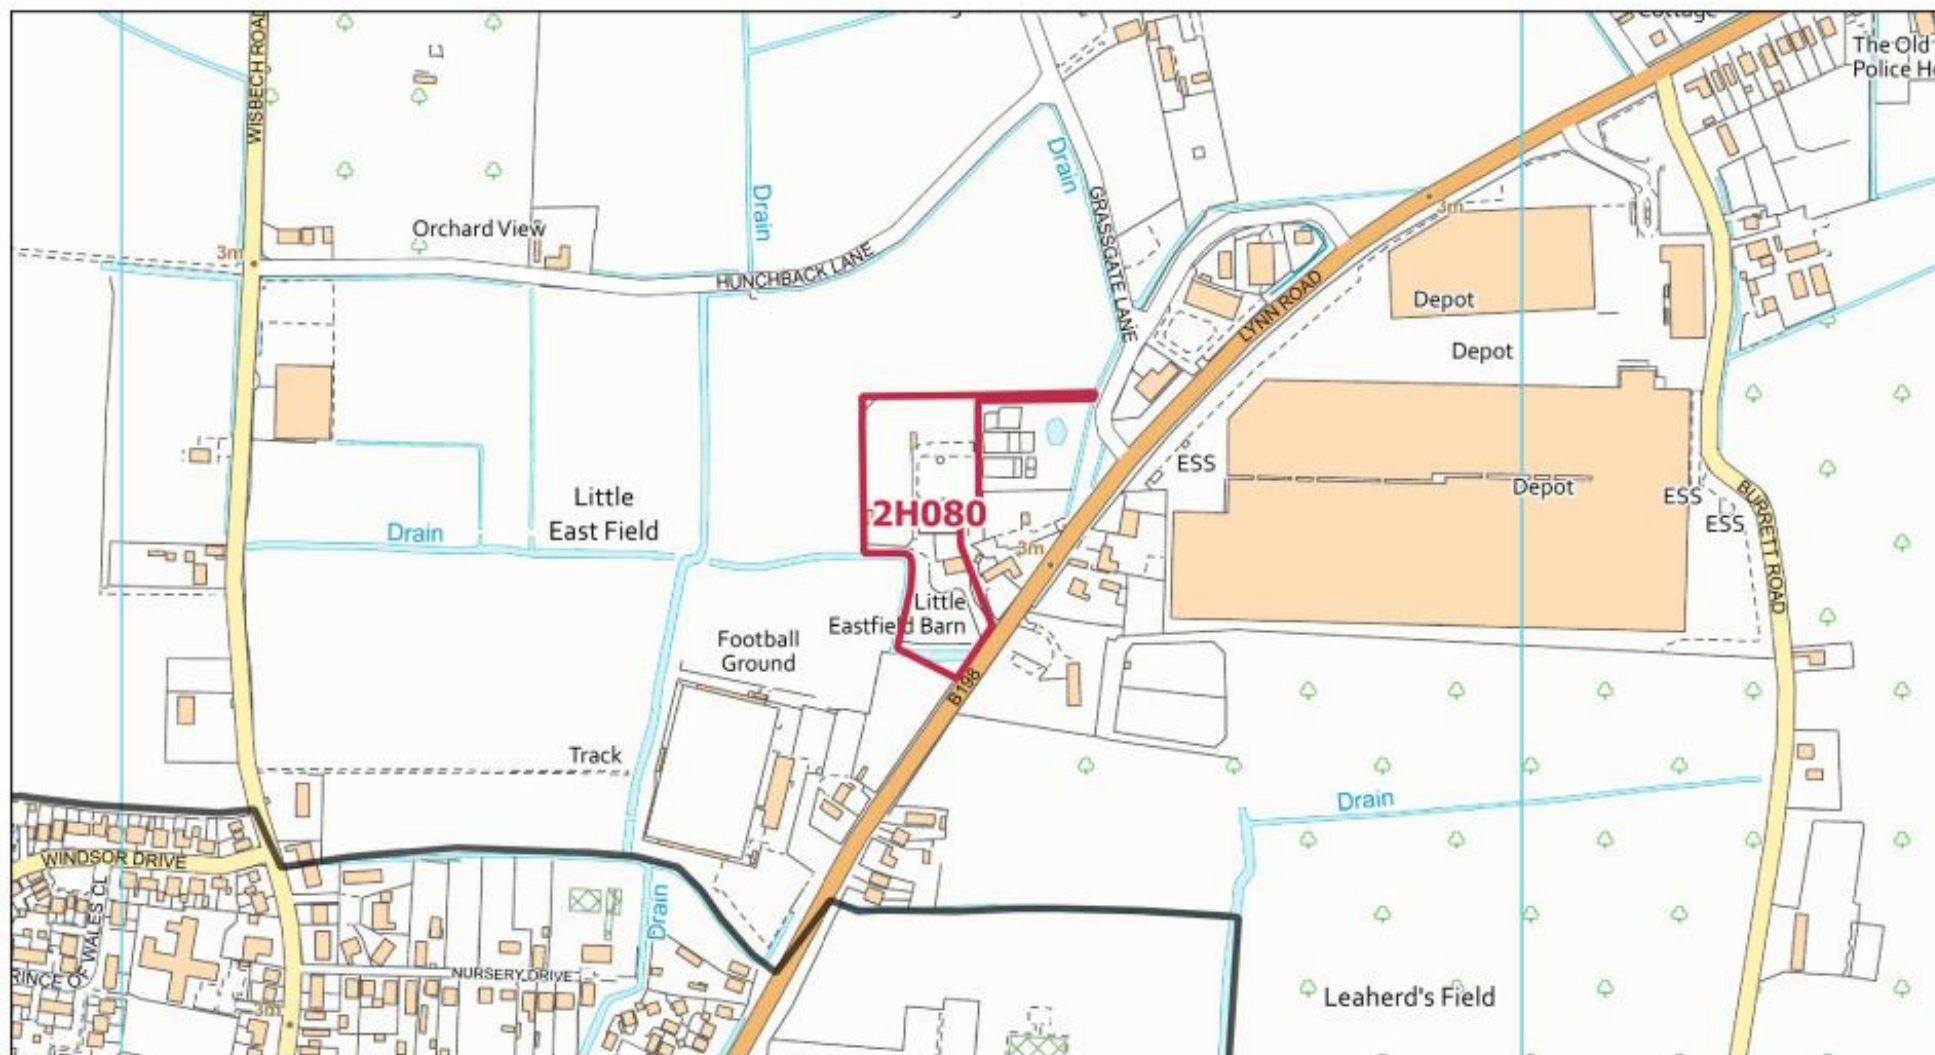 Cottage
The Old
Police
WISBECH ROAD
Drain
Drain
GRASSGATE LANE
Orchard View
3m
3m
HUNCHBACK LANE
LYNN ROAD
Depot
Depot
ESS
Depot
ESS
ESS
BURRETT ROAD
Little
East Field
2H080
Drain
3m
Little
Eastfield Barn
Football
Ground
B198
Track
Drain
WINDSOR DRIVE
OF WALES CL
Drain
NURSERY DRIVE
Leaherd's Field
3m